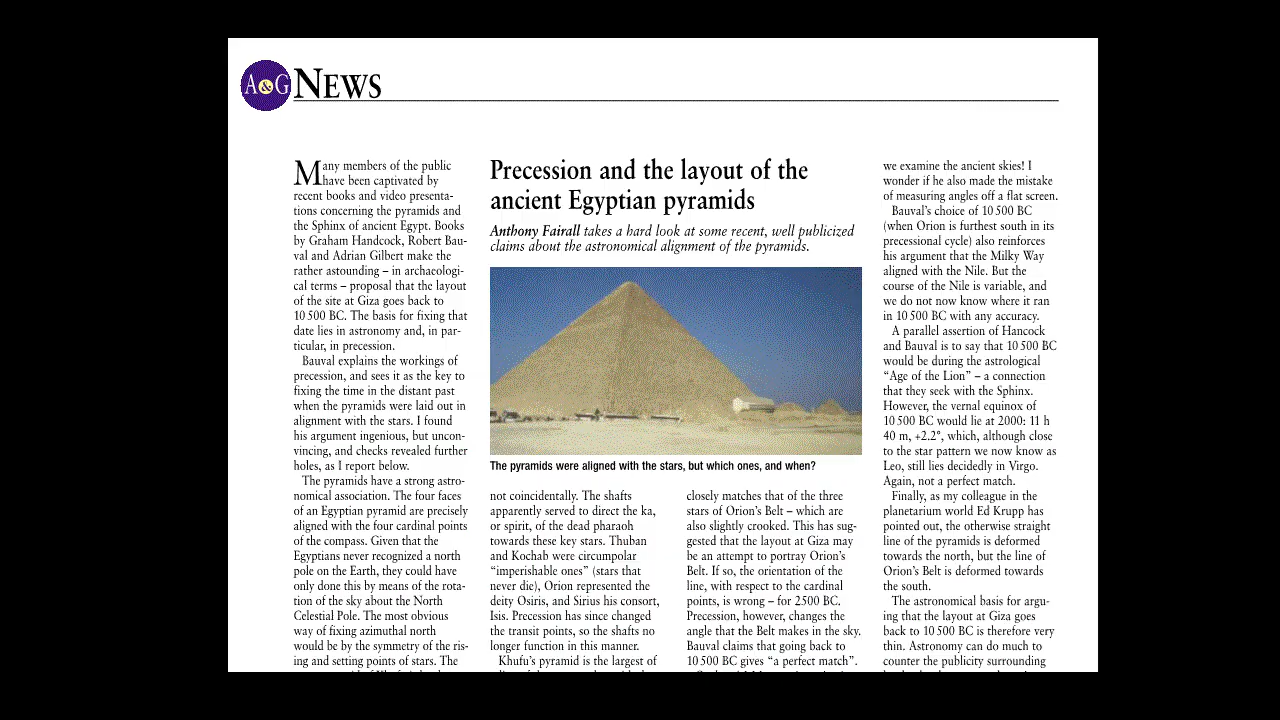 A&G NEWS
Many members of the public
have been captivated by
recent books and video presenta-
tions concerning the pyramids and
the Sphinx of ancient Egypt. Books
by Graham Handcock, Robert Bau-
val and Adrian Gilbert make the
rather astounding – in archaeologi-
cal terms – proposal that the layout
of the site at Giza goes back to
10 500 BC. The basis for fixing that
date lies in astronomy and, in par-
ticular, in precession.
Bauval explains the workings of
precession, and sees it as the key to
fixing the time in the distant past
when the pyramids were laid out in
alignment with the stars. I found
his argument ingenious, but uncon-
vincing, and checks revealed further
holes, as I report below.
The pyramids have a strong astro-
nomical association. The four faces
of an Egyptian pyramid are precisely
aligned with the four cardinal points
of the compass. Given that the
Egyptians never recognized a north
pole on the Earth, they could have
only done this by means of the rota-
tion of the sky about the North
Celestial Pole. The most obvious
way of fixing azimuthal north
would be by the symmetry of the ris-
ing and setting points of stars. The
Precession and the layout of the
ancient Egyptian pyramids
Anthony Fairall takes a hard look at some recent, well publicized
claims about the astronomical alignment of the pyramids.
The pyramids were aligned with the stars, but which ones, and when?
not coincidentally. The shafts
apparently served to direct the ka,
or spirit, of the dead pharaoh
towards these key stars. Thuban
and Kochab were circumpolar
“imperishable ones” (stars that
never die), Orion represented the
deity Osiris, and Sirius his consort,
Isis. Precession has since changed
the transit points, so the shafts no
longer function in this manner.
Khufu’s pyramid is the largest of
closely matches that of the three
stars of Orion’s Belt – which are
also slightly crooked. This has sug-
gested that the layout at Giza may
be an attempt to portray Orion’s
Belt. If so, the orientation of the
line, with respect to the cardinal
points, is wrong – for 2500 BC.
Precession, however, changes the
angle that the Belt makes in the sky.
Bauval claims that going back to
10 500 BC gives “a perfect match”.
we examine the ancient skies! I
wonder if he also made the mistake
of measuring angles off a flat screen.
Bauval’s choice of 10 500 BC
(when Orion is furthest south in its
precessional cycle) also reinforces
his argument that the Milky Way
aligned with the Nile. But the
course of the Nile is variable, and
we do not now know where it ran
in 10 500 BC with any accuracy.
A parallel assertion of Hancock
and Bauval is to say that 10 500 BC
would be during the astrological
“Age of the Lion” – a connection
that they seek with the Sphinx.
However, the vernal equinox of
10 500 BC would lie at 2000: 11 h
40 m, +2.2°, which, although close
to the star pattern we now know as
Leo, still lies decidedly in Virgo.
Again, not a perfect match.
Finally, as my colleague in the
planetarium world Ed Krupp has
pointed out, the otherwise straight
line of the pyramids is deformed
towards the north, but the line of
Orion’s Belt is deformed towards
the south.
The astronomical basis for argu-
ing that the layout at Giza goes
back to 10 500 BC is therefore very
thin. Astronomy can do much to
counter the publicity surrounding